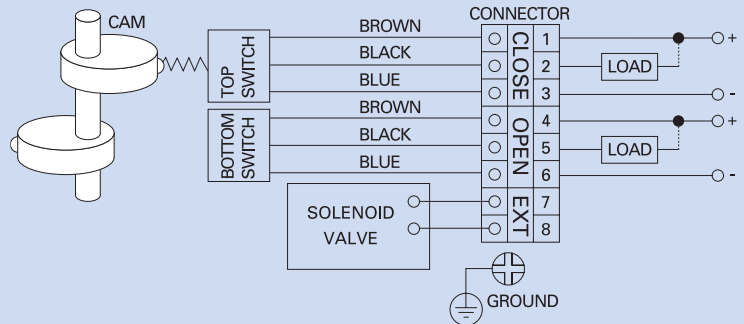 CAM
TOP
SWITCH
BOTTOM
SWITCH
BROWN
BLACK
BLUE
BROWN
BLACK
BLUE
SOLENOID
VALVE
CONNECTOR
CLOSE
OPEN
EXT
1
2
3
4
5
6
7
8
LOAD
+
-
LOAD
+
-
GROUND